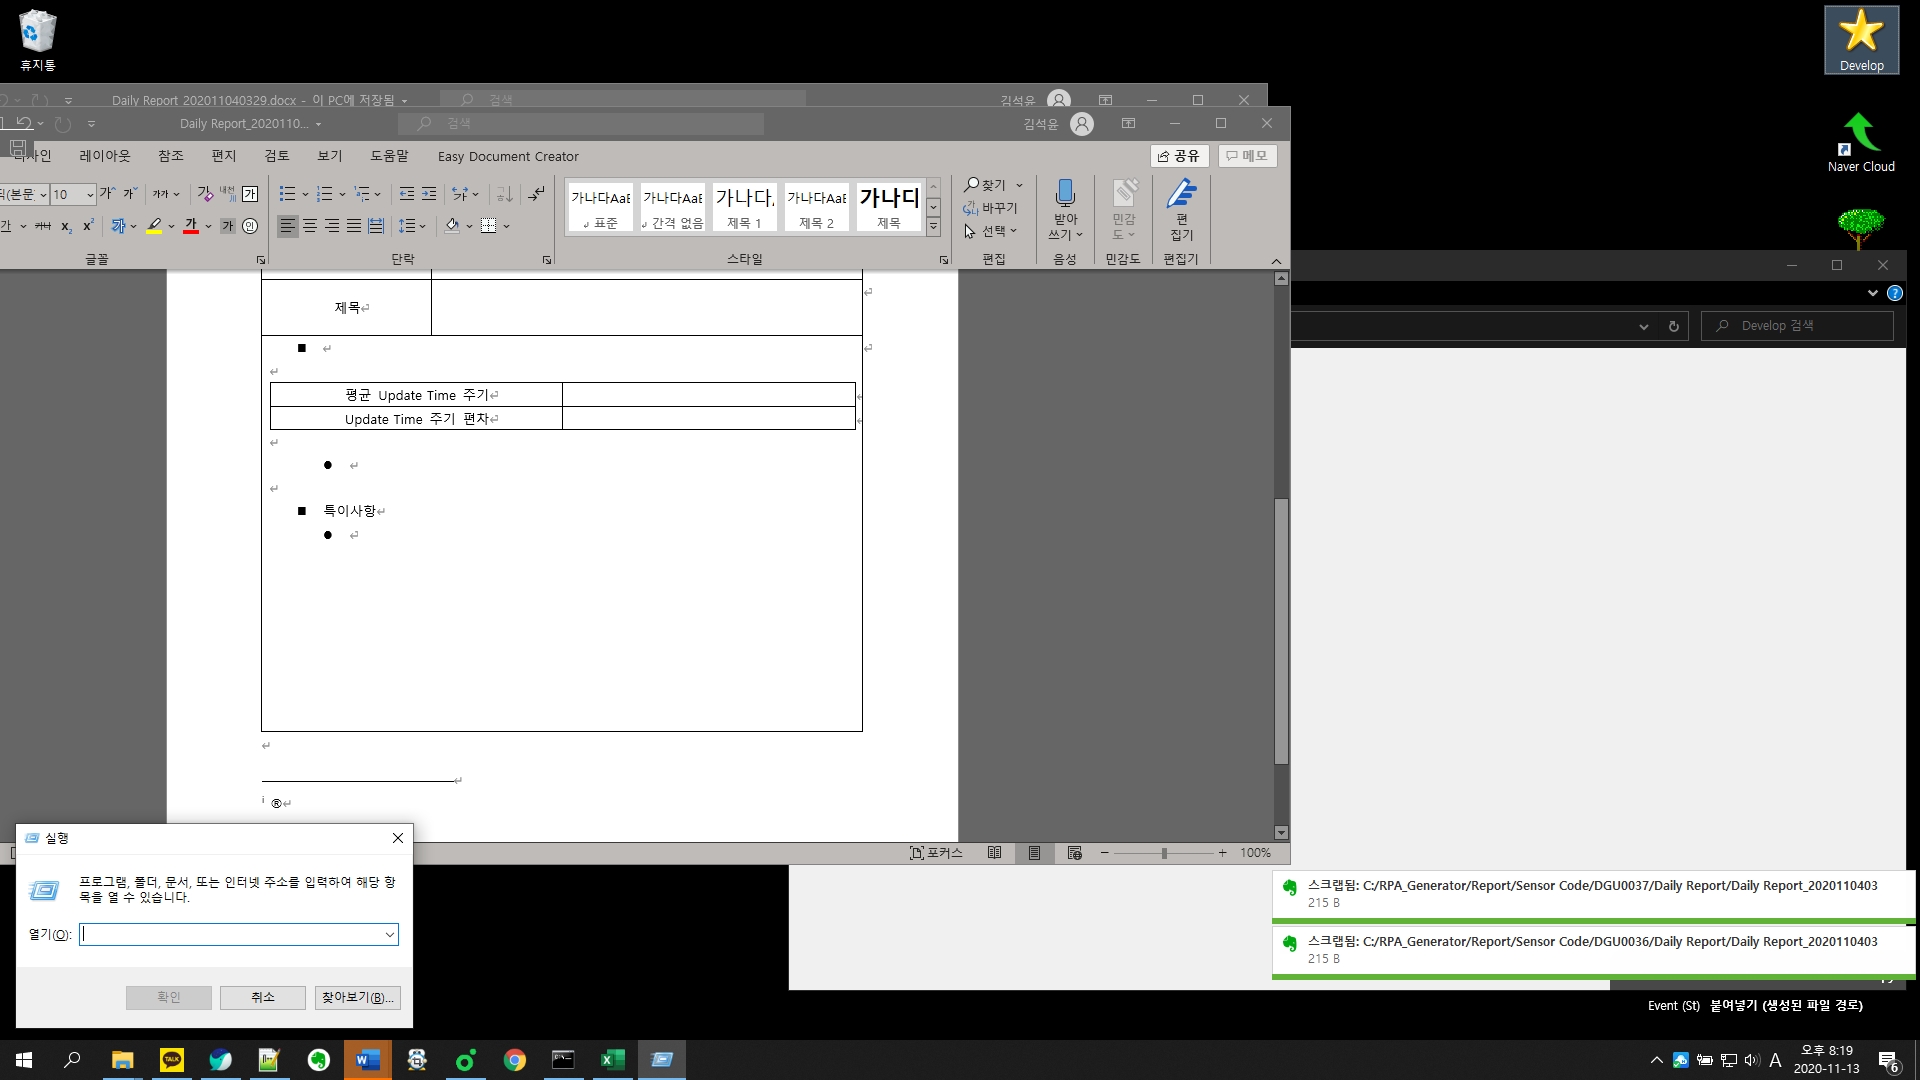 휴지통
Develop
Naver Cloud
Daily Report_202011040329.docx - 이 PC에 저장됨
검색
김석윤
Daily Report_2020110...
검색
김석윤
레이아웃 참조 편지 검토 보기 도움말 Easy Document Creator
공유
메모
10
가나다AaB
표준
가나다AaB
간격 없음
가나다
제목 1
가나다AaB
제목 2
가나다
제목
찾기
바꾸기
선택
받아
쓰기
민감
도
편
집기
글꼴
단락
스타일
편집
음성
민감도
편집기
Develop 검색
제목
평균 Update Time 주기
Update Time 주기 편차
특이사항
i ®
포커스
100%
실행
프로그램, 폴더, 문서, 또는 인터넷 주소를 입력하여 해당 항
목을 열 수 있습니다.
열기(O):
확인
취소
찾아보기(B)...
스크랩됨: C:/RPA_Generator/Report/Sensor Code/DGU0037/Daily Report/Daily Report_2020110403
215 B
스크랩됨: C:/RPA_Generator/Report/Sensor Code/DGU0036/Daily Report/Daily Report_2020110403
215 B
Event (St) 붙여넣기 (생성된 파일 경로)
TALK
A
오후 8:19
2020-11-13
6